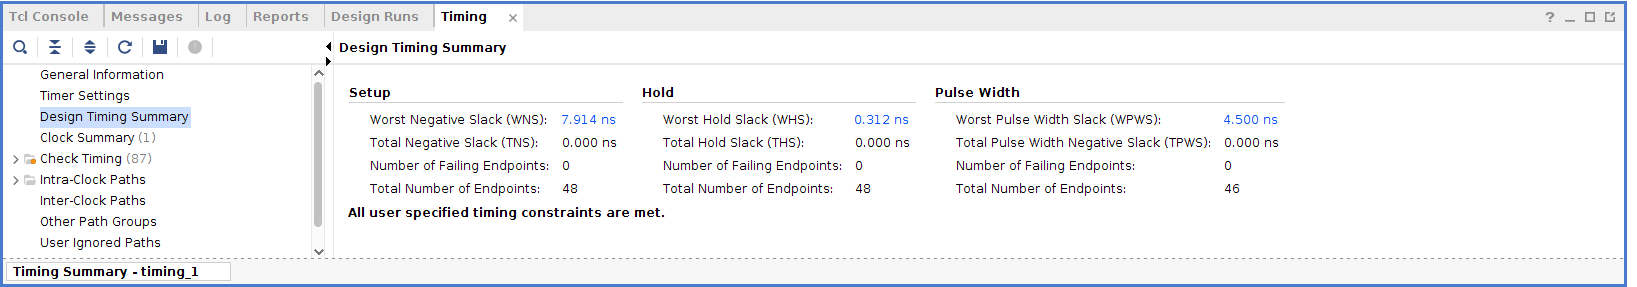 Tcl Console Messages Log Reports Design Runs Timing × ? _
Design Timing Summary
General Information
Timer Settings
Design Timing Summary
Clock Summary (1)
Check Timing (87)
Intra-Clock Paths
Inter-Clock Paths
Other Path Groups
User Ignored Paths
Setup
Worst Negative Slack (WNS): 7.914 ns
Total Negative Slack (TNS): 0.000 ns
Number of Failing Endpoints: 0
Total Number of Endpoints: 48
Hold
Worst Hold Slack (WHS): 0.312 ns
Total Hold Slack (THS): 0.000 ns
Number of Failing Endpoints: 0
Total Number of Endpoints: 48
Pulse Width
Worst Pulse Width Slack (WPWS): 4.500 ns
Total Pulse Width Negative Slack (TPWS): 0.000 ns
Number of Failing Endpoints: 0
Total Number of Endpoints: 46
All user specified timing constraints are met.
Timing Summary - timing_1